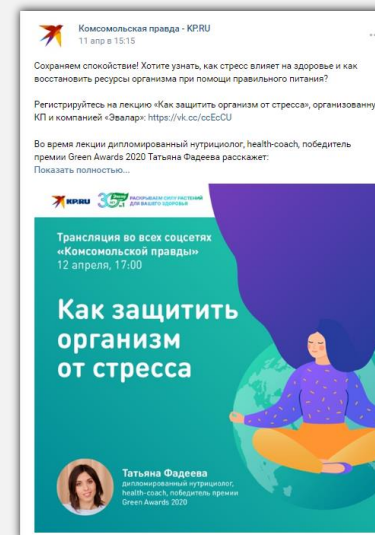 Комсомольская правда - KP.RU
11 апр в 15:15
Сохраняем спокойствие! Хотите узнать, как стресс влияет на здоровье и как
восстановить ресурсы организма при помощи правильного питания?
Регистрируйтесь на лекцию «Как защитить организм от стресса», организованну
КП и компанией «Эвалар»: https://vk.cc/ccEcCU
Во время лекции дипломированный нутрициолог, health-coach, победитель
премии Green Awards 2020 Татьяна Фадеева расскажет:
Показать полностью...
KP.RU
РАСКРЫВАЕМ СИЛУ РАСТЕНИЙ
ДЛЯ ВАШЕГО ЗДОРОВЬЯ
Трансляция во всех соцсетях
«Комсомольской правды»
12 апреля, 17:00
Как защитить
организм
от стресса
Татьяна Фадеева
дипломированный нутрициолог,
health-coach, победитель премии
Green Awards 2020